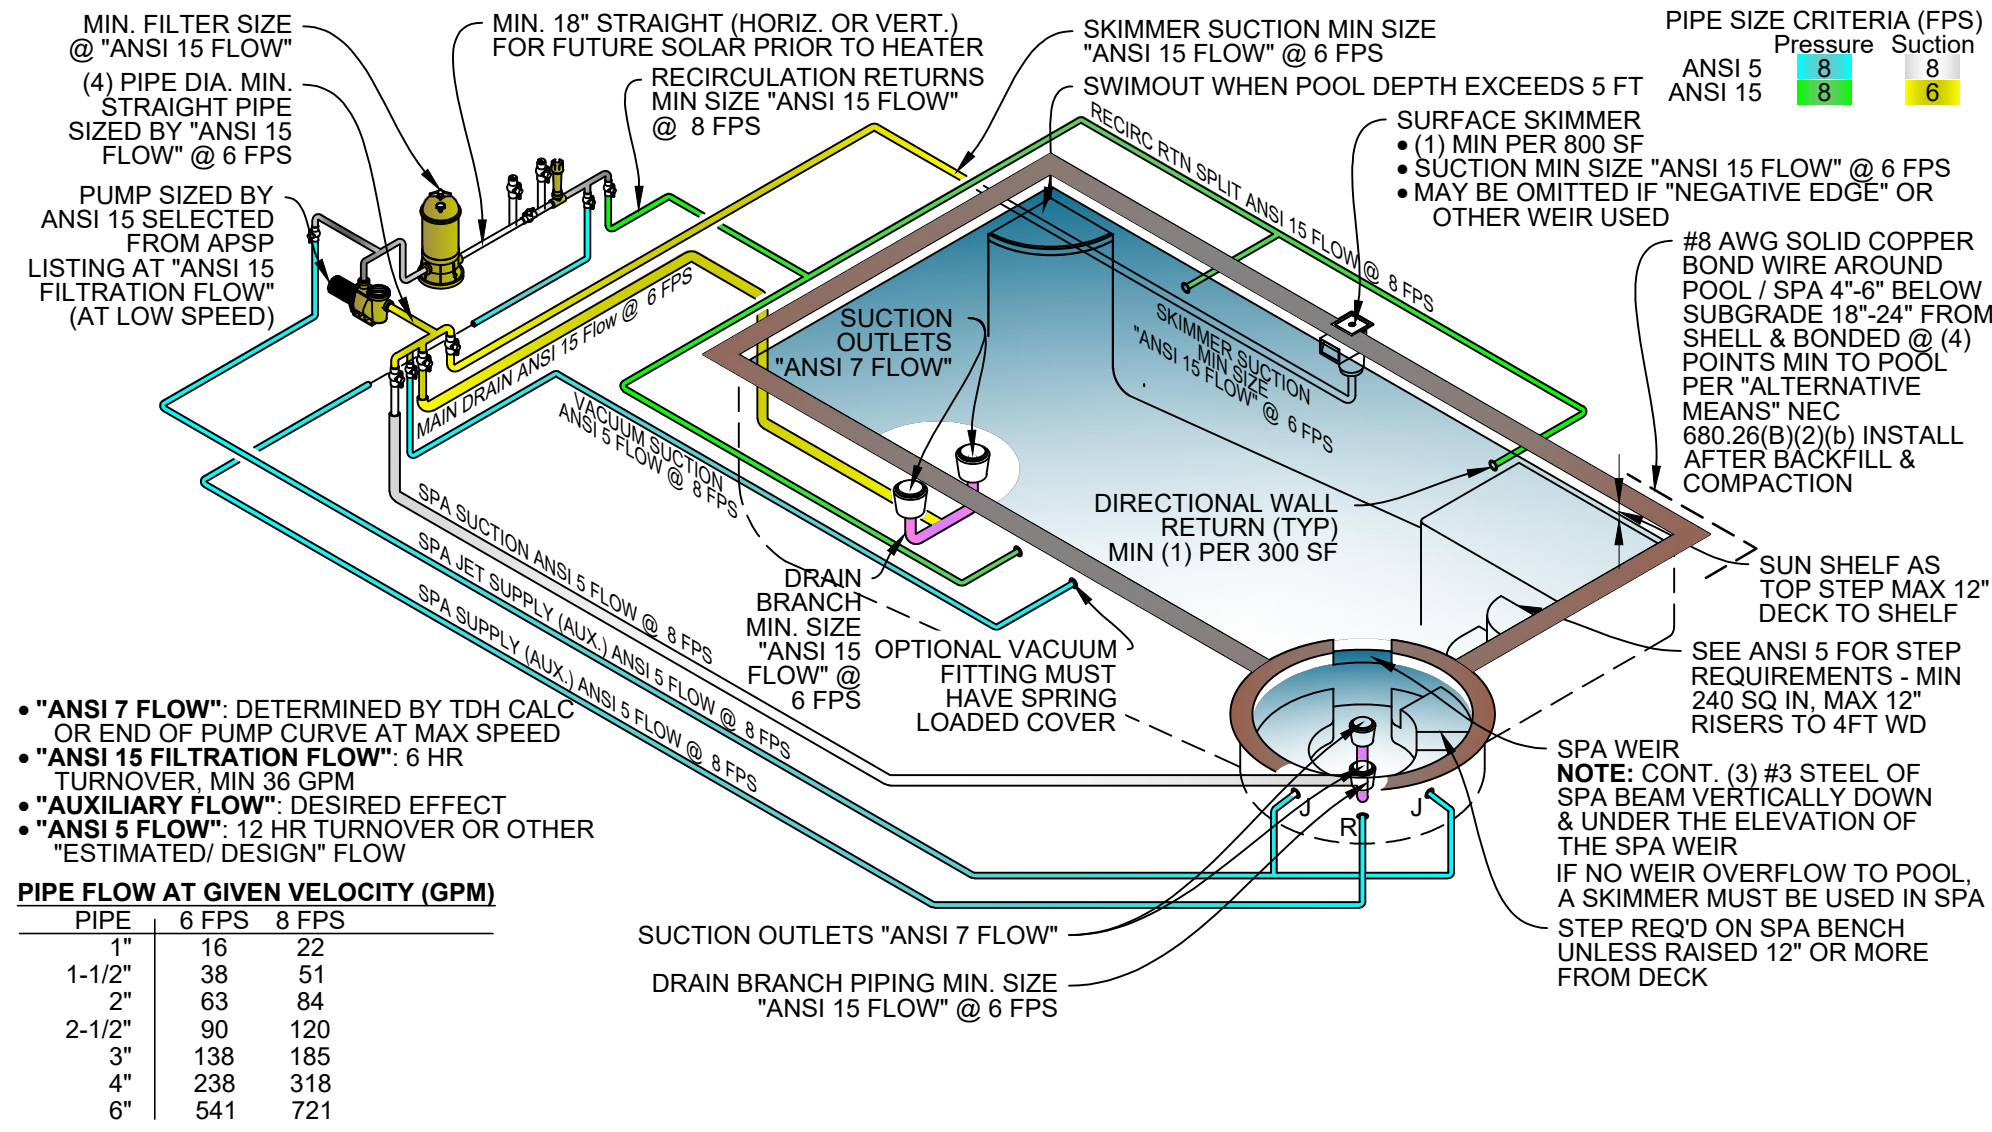 MIN. FILTER SIZE
@ "ANSI 15 FLOW"
(4) PIPE DIA. MIN.
STRAIGHT PIPE
SIZED BY "ANSI 15
FLOW" @ 6 FPS
PUMP SIZED BY
ANSI 15 SELECTED
FROM APSP
LISTING AT "ANSI 15
FILTRATION FLOW"
(AT LOW SPEED)
MIN. 18" STRAIGHT (HORIZ. OR VERT.)
FOR FUTURE SOLAR PRIOR TO HEATER
RECIRCULATION RETURNS
MIN SIZE "ANSI 15 FLOW"
@ 8 FPS
SKIMMER SUCTION MIN SIZE
"ANSI 15 FLOW" @ 6 FPS
SWIMOUT WHEN POOL DEPTH EXCEEDS 5 FT
PIPE SIZE CRITERIA (FPS)
Pressure Suction
ANSI 5 8 8
ANSI 15 8 6
SURFACE SKIMMER
• (1) MIN PER 800 SF
• SUCTION MIN SIZE "ANSI 15 FLOW" @ 6 FPS
• MAY BE OMITTED IF "NEGATIVE EDGE" OR
OTHER WEIR USED
#8 AWG SOLID COPPER
BOND WIRE AROUND
POOL / SPA 4"-6" BELOW
SUBGRADE 18"-24" FROM
SHELL & BONDED @ (4)
POINTS MIN TO POOL
PER "ALTERNATIVE
MEANS" NEC
680.26(B)(2)(b) INSTALL
AFTER BACKFILL &
COMPACTION
RECIRC RTN SPLIT ANSI 15 FLOW @ 8 FPS
SKIMMER SUCTION
MIN SIZE
"ANSI 15 FLOW" @ 6 FPS
SUCTION
OUTLETS
"ANSI 7 FLOW"
MAIN DRAIN ANSI 15 Flow @ 6 FPS
VACUUM SUCTION
ANSI 5 FLOW @ 8 FPS
SPA SUCTION ANSI 5 FLOW @ 8 FPS
SPA JET SUPPLY (AUX.) ANSI 5 FLOW @ 8 FPS
SPA SUPPLY (AUX.) ANSI 5 FLOW @ 8 FPS
DIRECTIONAL WALL
RETURN (TYP)
MIN (1) PER 300 SF
DRAIN
BRANCH
MIN. SIZE
"ANSI 15
FLOW" @
6 FPS
OPTIONAL VACUUM
FITTING MUST
HAVE SPRING
LOADED COVER
SUN SHELF AS
TOP STEP MAX 12"
DECK TO SHELF
SEE ANSI 5 FOR STEP
REQUIREMENTS - MIN
240 SQ IN, MAX 12"
RISERS TO 4FT WD
SPA WEIR
NOTE: CONT. (3) #3 STEEL OF
SPA BEAM VERTICALLY DOWN
& UNDER THE ELEVATION OF
THE SPA WEIR
IF NO WEIR OVERFLOW TO POOL,
A SKIMMER MUST BE USED IN SPA
STEP REQ'D ON SPA BENCH
UNLESS RAISED 12" OR MORE
FROM DECK
J
R
J
SUCTION OUTLETS "ANSI 7 FLOW"
DRAIN BRANCH PIPING MIN. SIZE
"ANSI 15 FLOW" @ 6 FPS
• "ANSI 7 FLOW": DETERMINED BY TDH CALC
OR END OF PUMP CURVE AT MAX SPEED
• "ANSI 15 FILTRATION FLOW": 6 HR
TURNOVER, MIN 36 GPM
• "AUXILIARY FLOW": DESIRED EFFECT
• "ANSI 5 FLOW": 12 HR TURNOVER OR OTHER
"ESTIMATED/ DESIGN" FLOW
PIPE FLOW AT GIVEN VELOCITY (GPM)
PIPE 6 FPS 8 FPS
1" 16 22
1-1/2" 38 51
2" 63 84
2-1/2" 90 120
3" 138 185
4" 238 318
6" 541 721